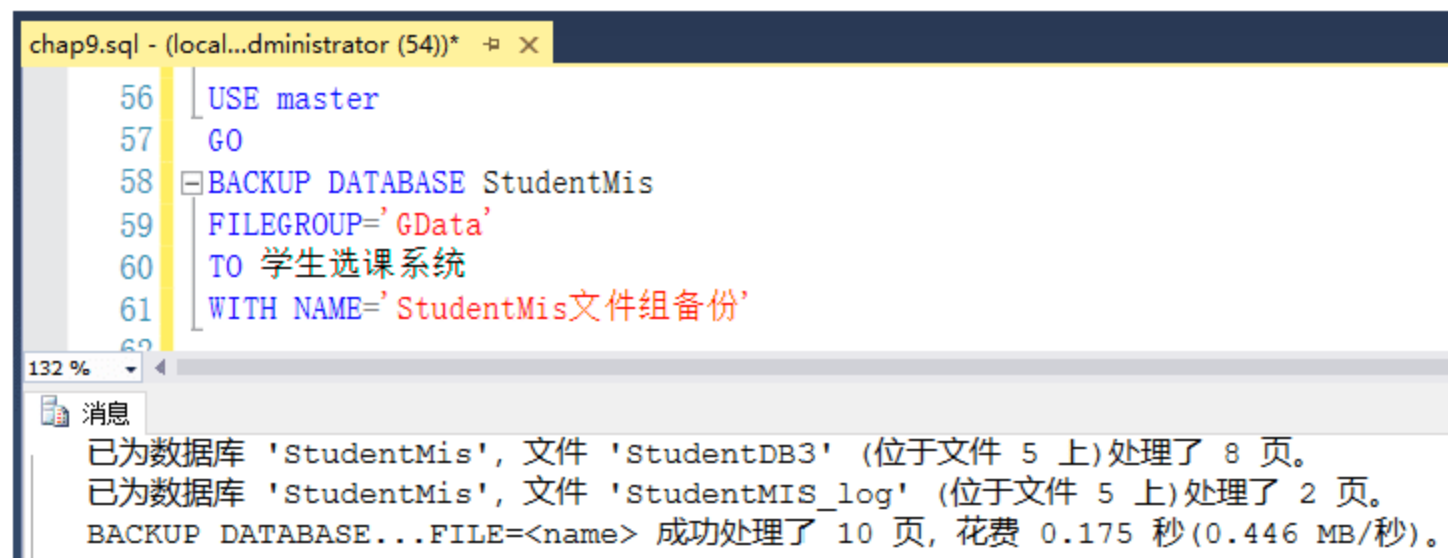 chap9.sql - (local...dministrator (54))*
56 USE master
57 GO
58 BACKUP DATABASE StudentMis
59 FILEGROUP='GData'
60 TO 学生选课系统
61 WITH NAME='StudentMis文件组备份'
62
132 %
消息
已为数据库 'StudentMis', 文件 'StudentDB3' (位于文件 5 上)处理了 8 页。
已为数据库 'StudentMis', 文件 'StudentMIS_log' (位于文件 5 上)处理了 2 页。
BACKUP DATABASE...FILE=<name> 成功处理了 10 页, 花费 0.175 秒(0.446 MB/秒)。